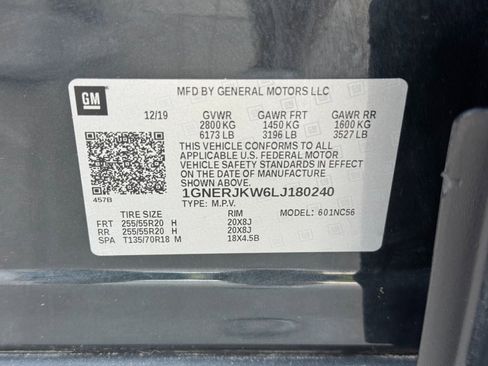 GM
MFD BY GENERAL MOTORS LLC
12/19 GVWR GAWR FRT GAWR RR
2800 KG 1450 KG 1600 KG
6173 LB 3196 LB 3527 LB
THIS VEHICLE CONFORMS TO ALL
APPLICABLE U.S. FEDERAL MOTOR
VEHICLE SAFETY STANDARDS IN EFFECT
ON THE DATE OF MANUFACTURE SHOWN ABOVE.
1GNERJKW6LJ180240
457B TYPE: M.P.V.
TIRE SIZE RIM MODEL: 601NC56
FRT 255/55R20 H 20X8J
RR 255/55R20 H 20X8J
SPA T135/70R18 M 18X4.5B